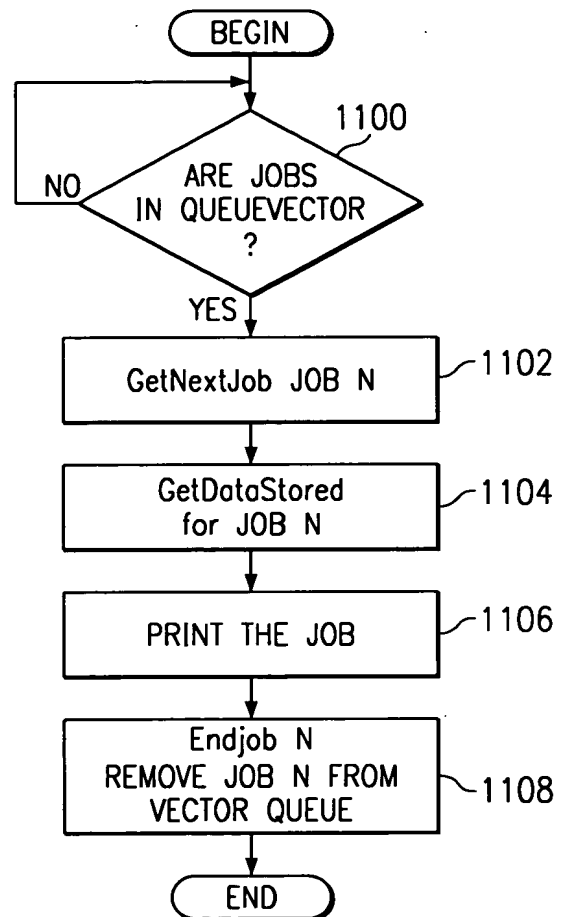 BEGIN
1100
ARE JOBS
IN QUEUEVECTOR
?
NO
YES
GetNextJob JOB N
1102
GetDataStored
for JOB N
1104
PRINT THE JOB
1106
Endjob N
REMOVE JOB N FROM
VECTOR QUEUE
1108
END